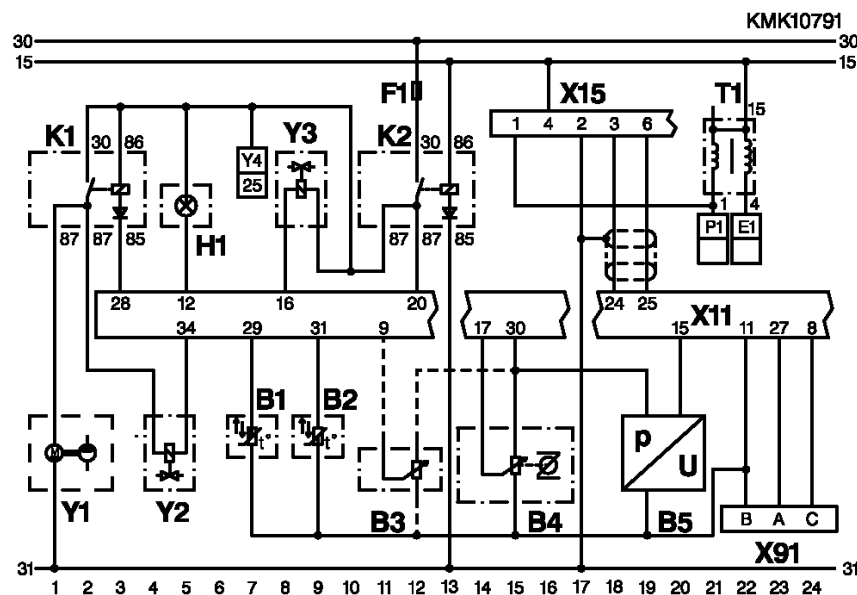 KMK10791
30 30
15 15
F1 X15 T1 15
K1 30 86 Y3 K2 30 86 1 4 2 3 6
Y4
25
1 4
87 87 85 H1 87 87 85 P1 E1
28 12 16 20 24 25 X11
34 29 31 9 17 30 15 11 27 8
B1 B2
t° t°
M p U
Y1 Y2 B3 B4 B5 B A C
X91
31 31
1 2 3 4 5 6 7 8 9 10 11 12 13 14 15 16 17 18 19 20 21 22 23 24